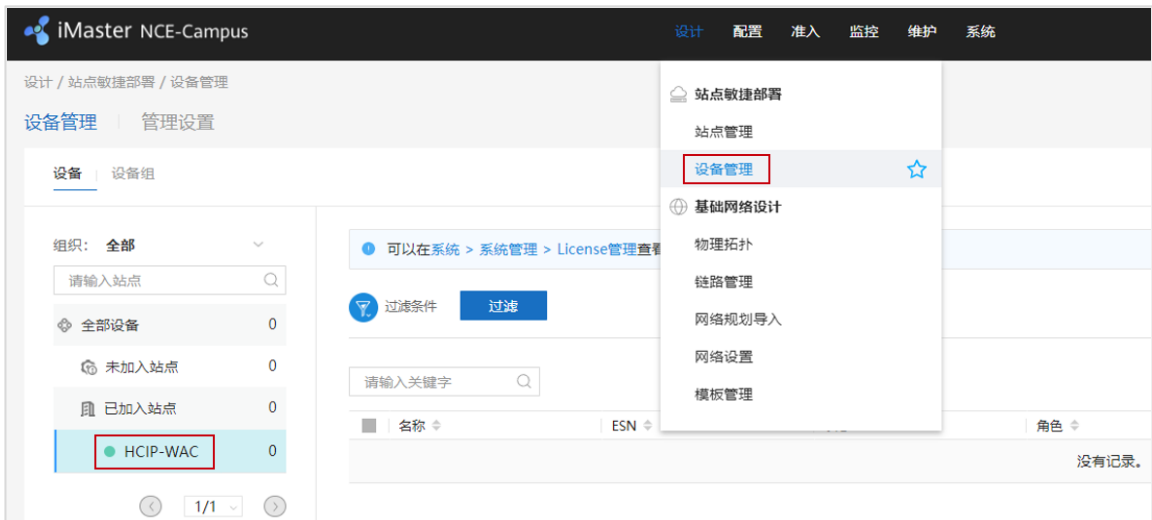 iMaster NCE-Campus
设计 配置 准入 监控 维护 系统
设计 / 站点敏捷部署 / 设备管理
设备管理 管理设置
设备 设备组
组织: 全部
请输入站点
全部设备 0
未加入站点 0
已加入站点 0
HCIP-WAC 0
1/1
站点敏捷部署
站点管理
设备管理
基础网络设计
物理拓扑
链路管理
网络规划导入
网络设置
模板管理
可以在系统 > 系统管理 > License管理查看
过滤条件 过滤
请输入关键字
名称 ESN 角色
没有记录。